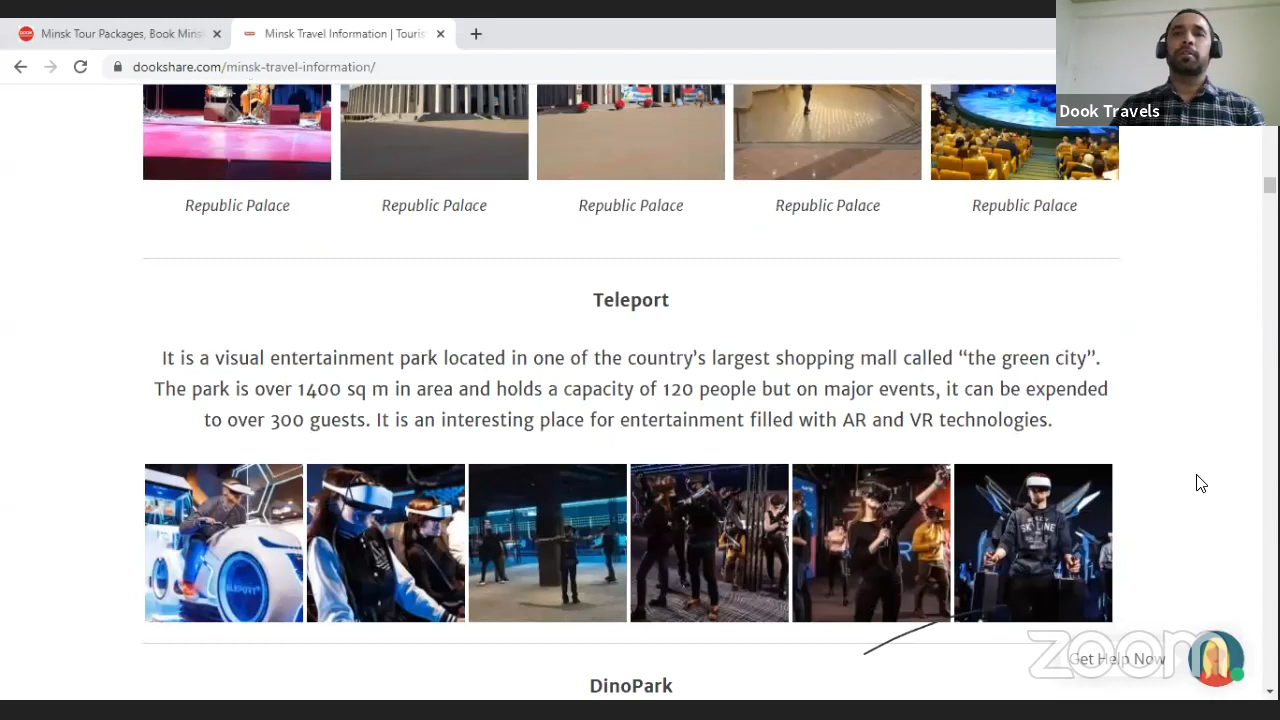 Minsk Tour Packages, Book Mins
Minsk Travel Information | Touris
dookshare.com/minsk-travel-information/
Dook Travels
Republic Palace
Republic Palace
Republic Palace
Republic Palace
Republic Palace
Teleport
It is a visual entertainment park located in one of the country’s largest shopping mall called “the green city”.
The park is over 1400 sq m in area and holds a capacity of 120 people but on major events, it can be expended
to over 300 guests. It is an interesting place for entertainment filled with AR and VR technologies.
SKYLINE
zoom
Get Help Now
DinoPark